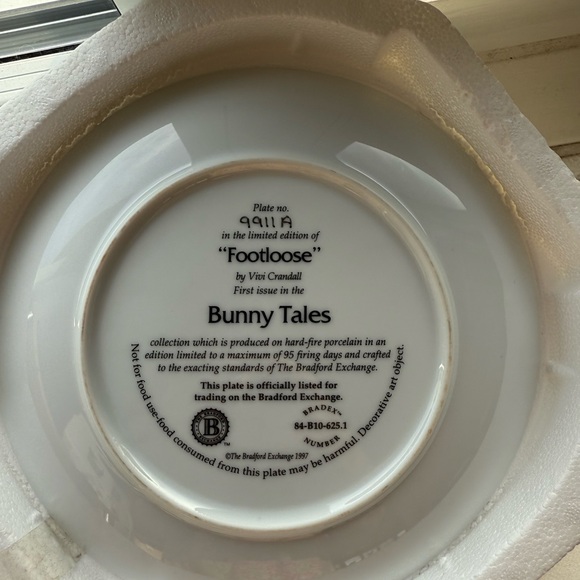 Plate no.
9911A
in the limited edition of
“Footloose”
by Vivi Crandall
First issue in the
Bunny Tales
collection which is produced on hard-fire porcelain in an
edition limited to a maximum of 95 firing days and crafted
to the exacting standards of The Bradford Exchange.
This plate is officially listed for
trading on the Bradford Exchange.
B
™
BRADEX™
84-B10-625.1
NUMBER
©The Bradford Exchange 1997
Not for food use-food consumed from this plate may be harmful. Decorative art object.